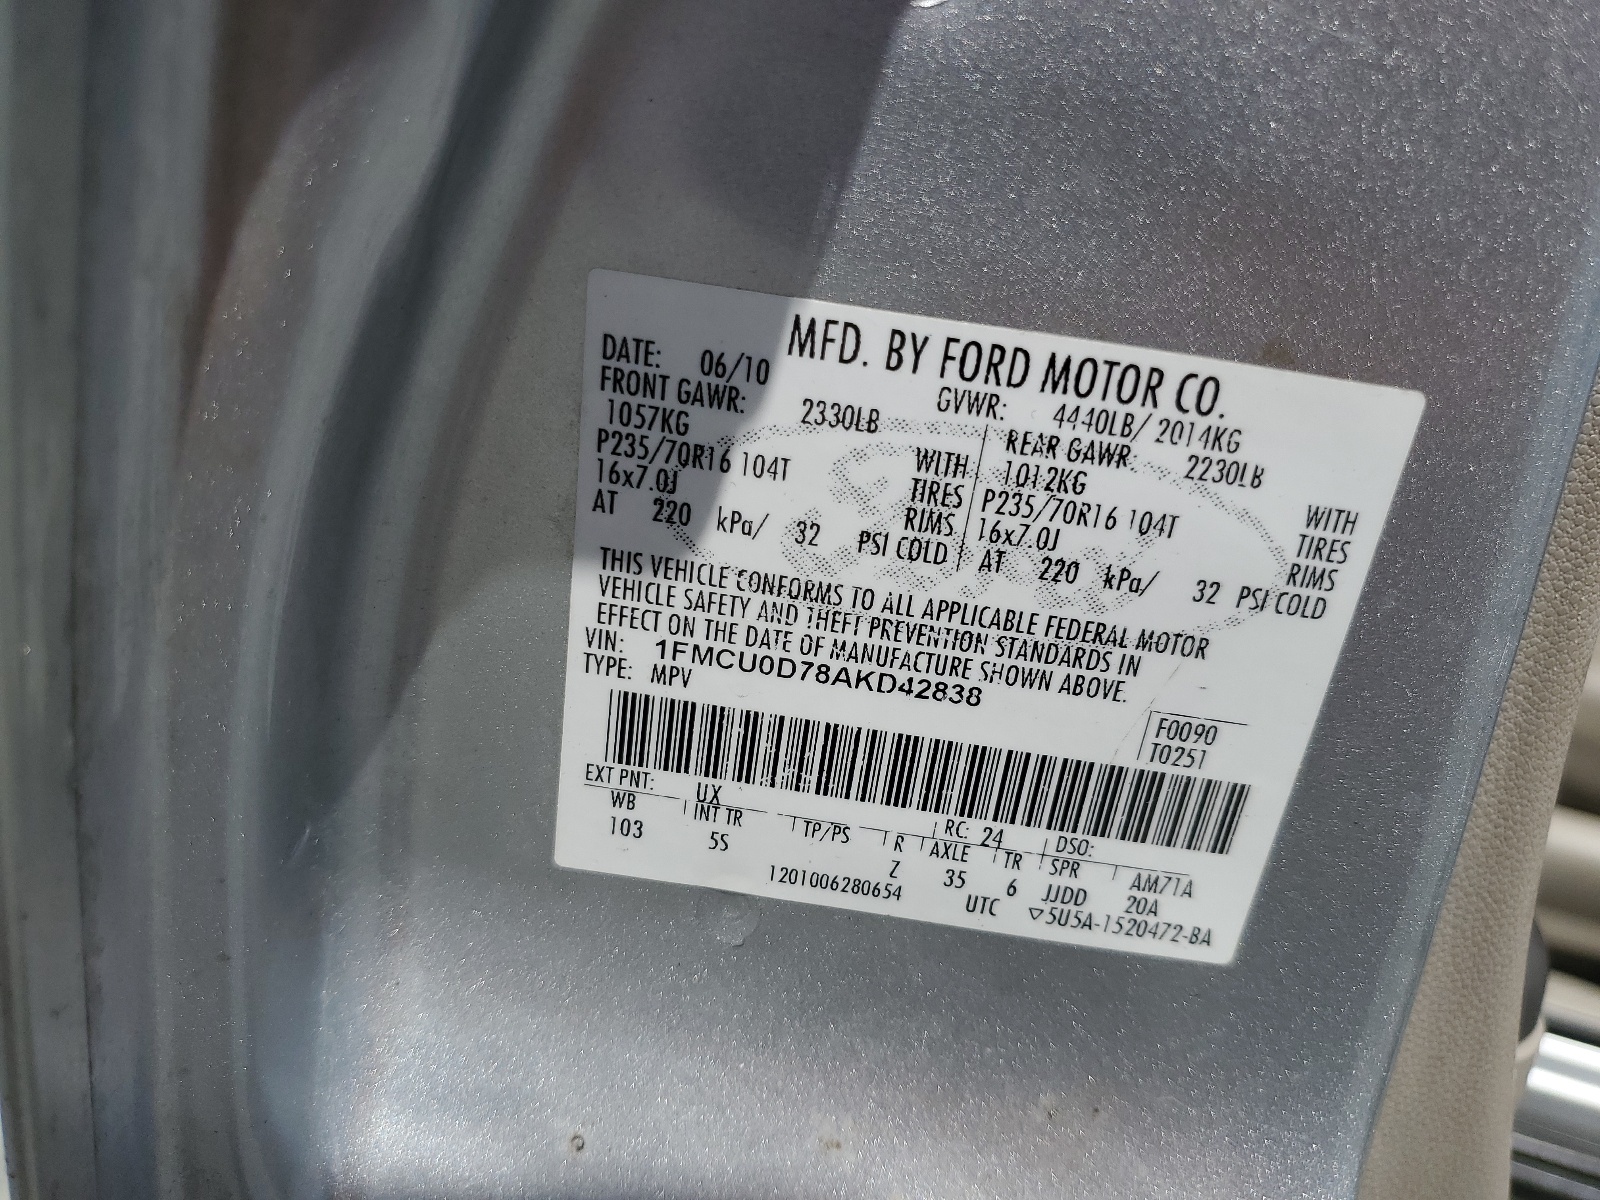 MFD. BY FORD MOTOR CO.
DATE: 06/10 GVWR: 4440LB/ 2014KG
FRONT GAWR: 2330LB REAR GAWR: 2230LB
1057KG WITH 1012KG WITH
P235/70R16 104T TIRES P235/70R16 104T TIRES
16x7.0J RIMS 16x7.0J RIMS
AT 220 kPa/ 32 PSI COLD AT 220 kPa/ 32 PSI COLD
THIS VEHICLE CONFORMS TO ALL APPLICABLE FEDERAL MOTOR
VEHICLE SAFETY AND THEFT PREVENTION STANDARDS IN
EFFECT ON THE DATE OF MANUFACTURE SHOWN ABOVE.
VIN: 1FMCU0D78AKD42838
TYPE: MPV
F0090
T0251
EXT PNT: UX RC: 24 DSO:
WB INT TR TP/PS R AXLE TR SPR AM71A
103 5S Z 35 6 JJDD 20A
1201006280654 UTC ▽5U5A-1520472-BA